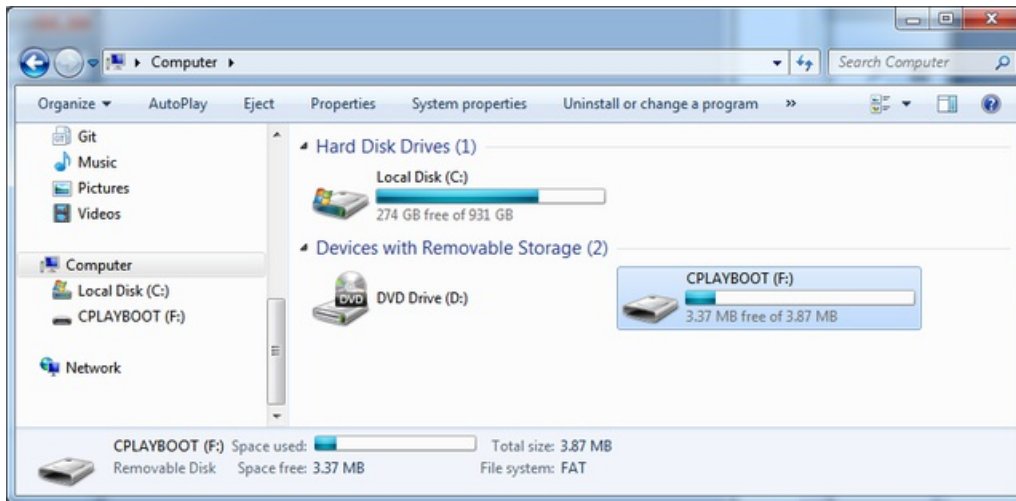 Computer
Search Computer
Organize AutoPlay Eject Properties System properties Uninstall or change a program »
Git
Music
Pictures
Videos
Computer
Local Disk (C:)
CPLAYBOOT (F:)
Network
Hard Disk Drives (1)
Local Disk (C:)
274 GB free of 931 GB
Devices with Removable Storage (2)
DVD Drive (D:)
DVD
CPLAYBOOT (F:)
3.37 MB free of 3.87 MB
CPLAYBOOT (F:) Space used: Total size: 3.87 MB
Removable Disk Space free: 3.37 MB File system: FAT